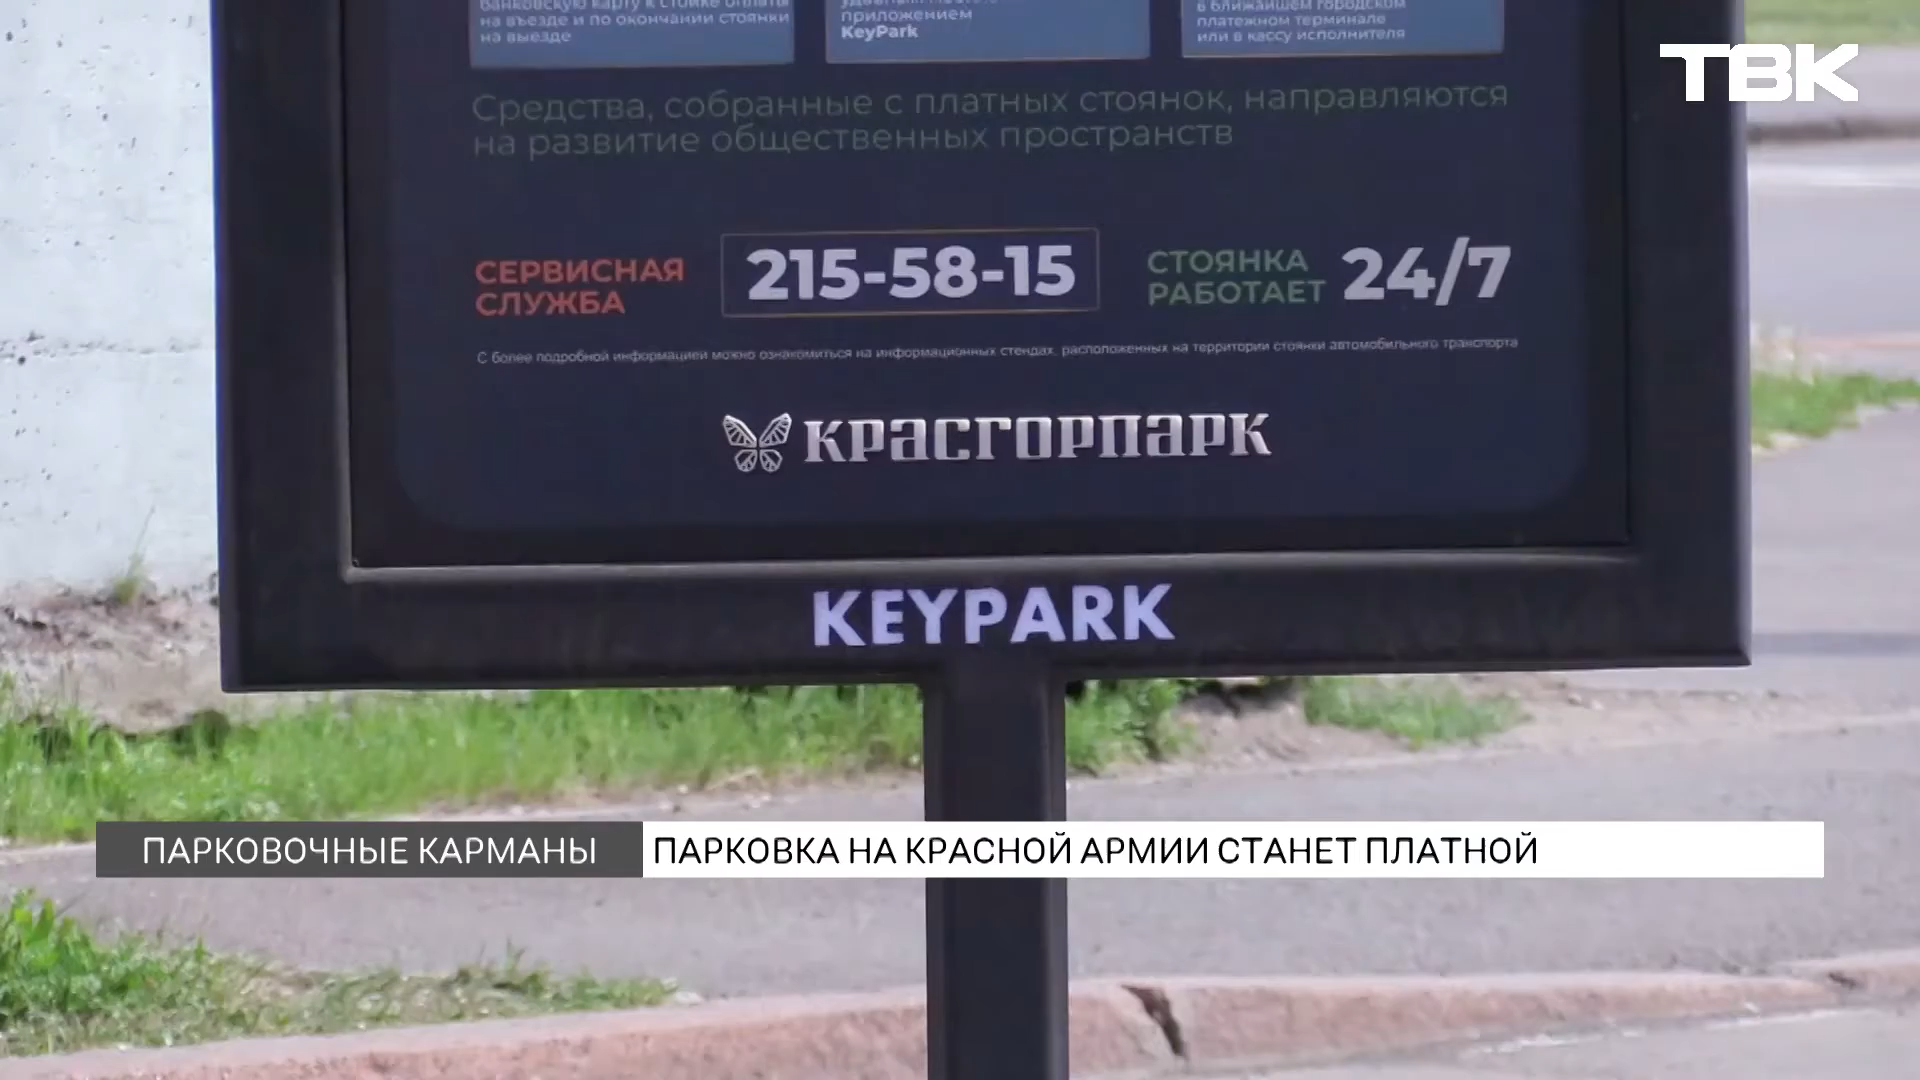 банковскую карту к стойке оплаты
на въезде и по окончании стоянки
на выезде
приложением
KeyPark
в ближайшем городском
платежном терминале
или в кассу исполнителя
ТВК
Средства, собранные с платных стоянок, направляются
на развитие общественных пространств
СЕРВИСНАЯ
СЛУЖБА
215-58-15
СТОЯНКА
РАБОТАЕТ
24/7
С более подробной информацией можно ознакомиться на информационных стендах, расположенных на территории стоянки автомобильного транспорта
КРАСГОРПАРК
KEYPARK
ПАРКОВОЧНЫЕ КАРМАНЫ
ПАРКОВКА НА КРАСНОЙ АРМИИ СТАНЕТ ПЛАТНОЙ